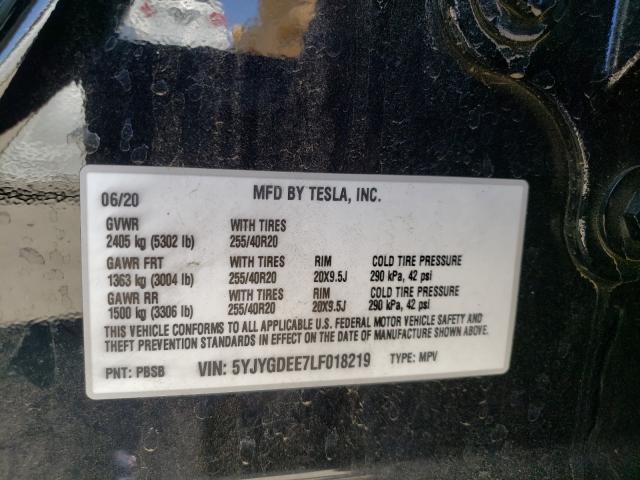 06/20 MFD BY TESLA, INC.
GVWR WITH TIRES
2405 kg (5302 lb) 255/40R20
GAWR FRT WITH TIRES RIM COLD TIRE PRESSURE
1363 kg (3004 lb) 255/40R20 20X9.5J 290 kPa, 42 psi
GAWR RR WITH TIRES RIM COLD TIRE PRESSURE
1500 kg (3306 lb) 255/40R20 20X9.5J 290 kPa, 42 psi
THIS VEHICLE CONFORMS TO ALL APPLICABLE U.S. FEDERAL MOTOR VEHICLE SAFETY AND
THEFT PREVENTION STANDARDS IN EFFECT ON THE DATE OF MANUFACTURE SHOWN ABOVE.
PNT: PBSB VIN: 5YJYGDEE7LF018219 TYPE: MPV